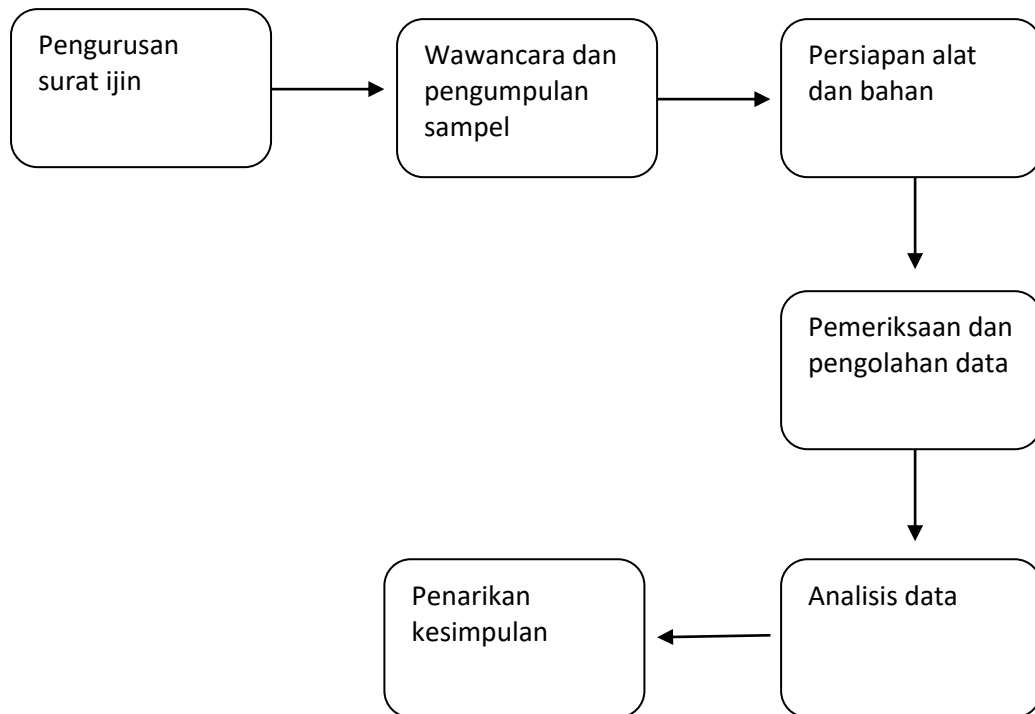 Pengurusan
surat ijin
Wawancara dan
pengumpulan
sampel
Persiapan alat
dan bahan
Pemeriksaan dan
pengolahan data
Analisis data
Penarikan
kesimpulan